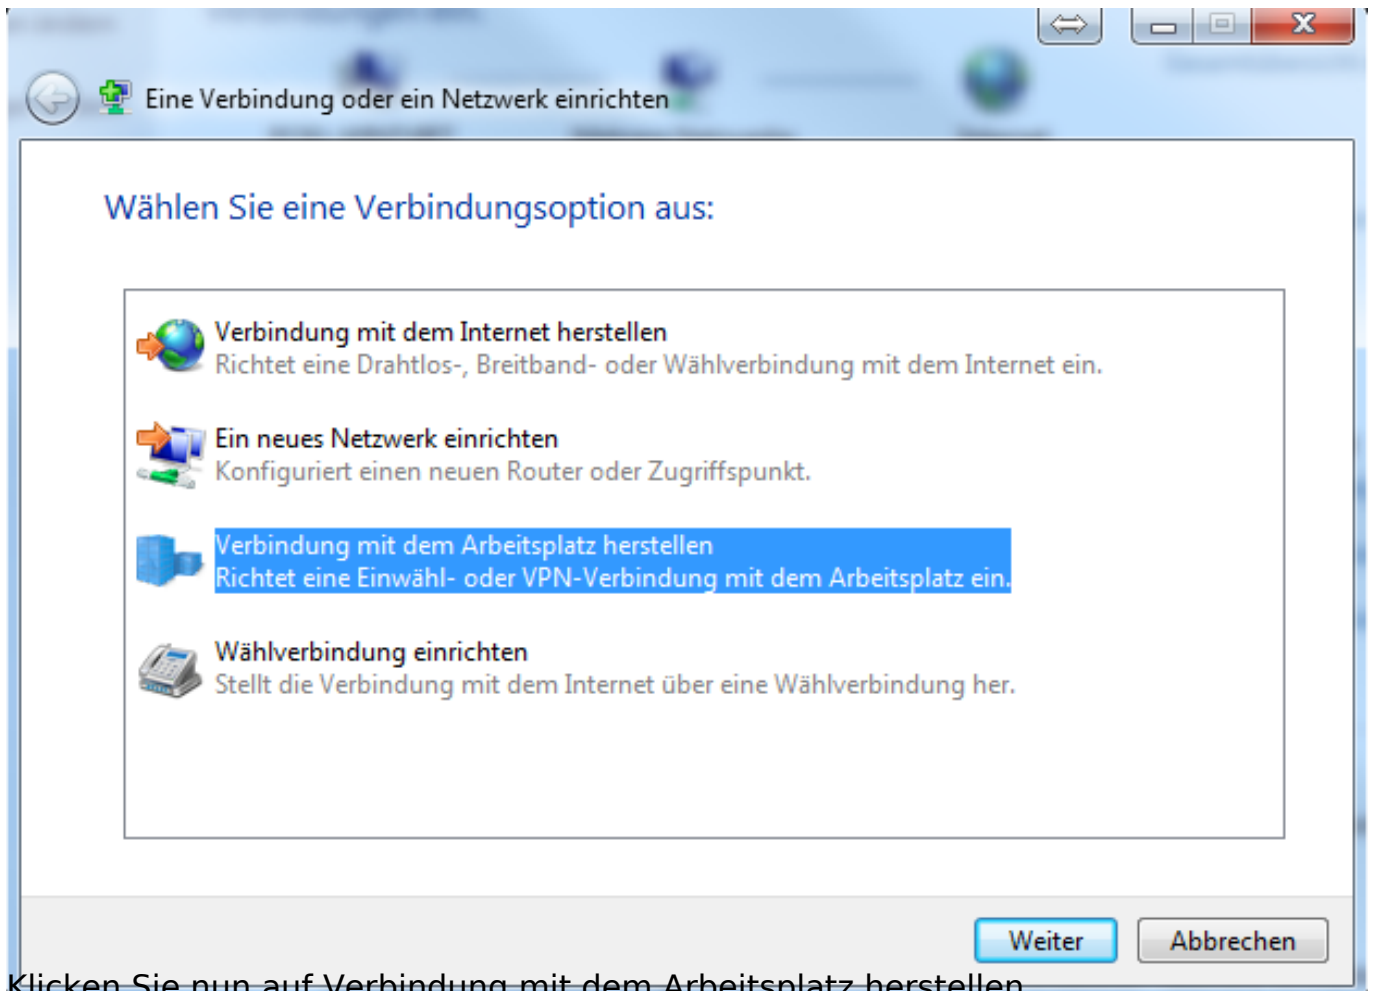 Eine Verbindung oder ein Netzwerk einrichten
Wählen Sie eine Verbindungsoption aus:
Verbindung mit dem Internet herstellen
Richtet eine Drahtlos-, Breitband- oder Wählverbindung mit dem Internet ein.
Ein neues Netzwerk einrichten
Konfiguriert einen neuen Router oder Zugriffspunkt.
Verbindung mit dem Arbeitsplatz herstellen
Richtet eine Einwähl- oder VPN-Verbindung mit dem Arbeitsplatz ein.
Wählverbindung einrichten
Stellt die Verbindung mit dem Internet über eine Wählverbindung her.
Weiter
Abbrechen
Klicken Sie nun auf Verbindung mit dem Arbeitsplatz herstellen